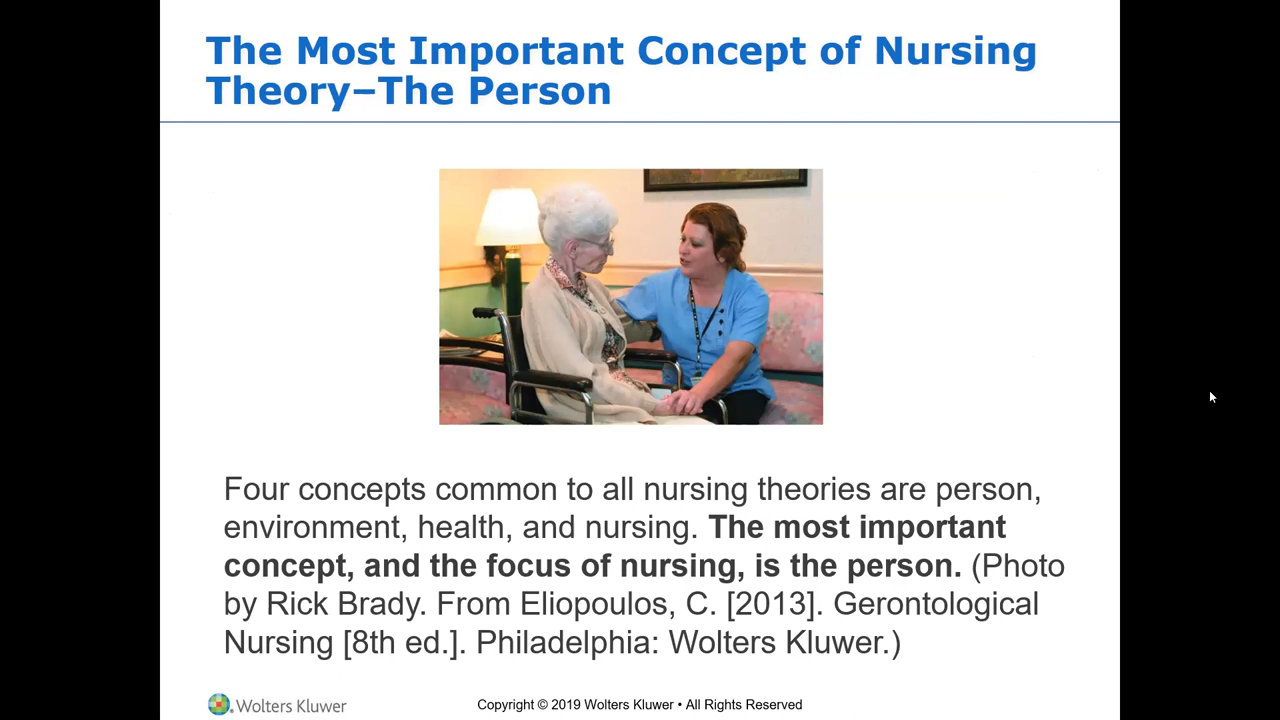 The Most Important Concept of Nursing
Theory–The Person
Four concepts common to all nursing theories are person,
environment, health, and nursing. The most important
concept, and the focus of nursing, is the person. (Photo
by Rick Brady. From Eliopoulos, C. [2013]. Gerontological
Nursing [8th ed.]. Philadelphia: Wolters Kluwer.)
Wolters Kluwer
Copyright © 2019 Wolters Kluwer • All Rights Reserved